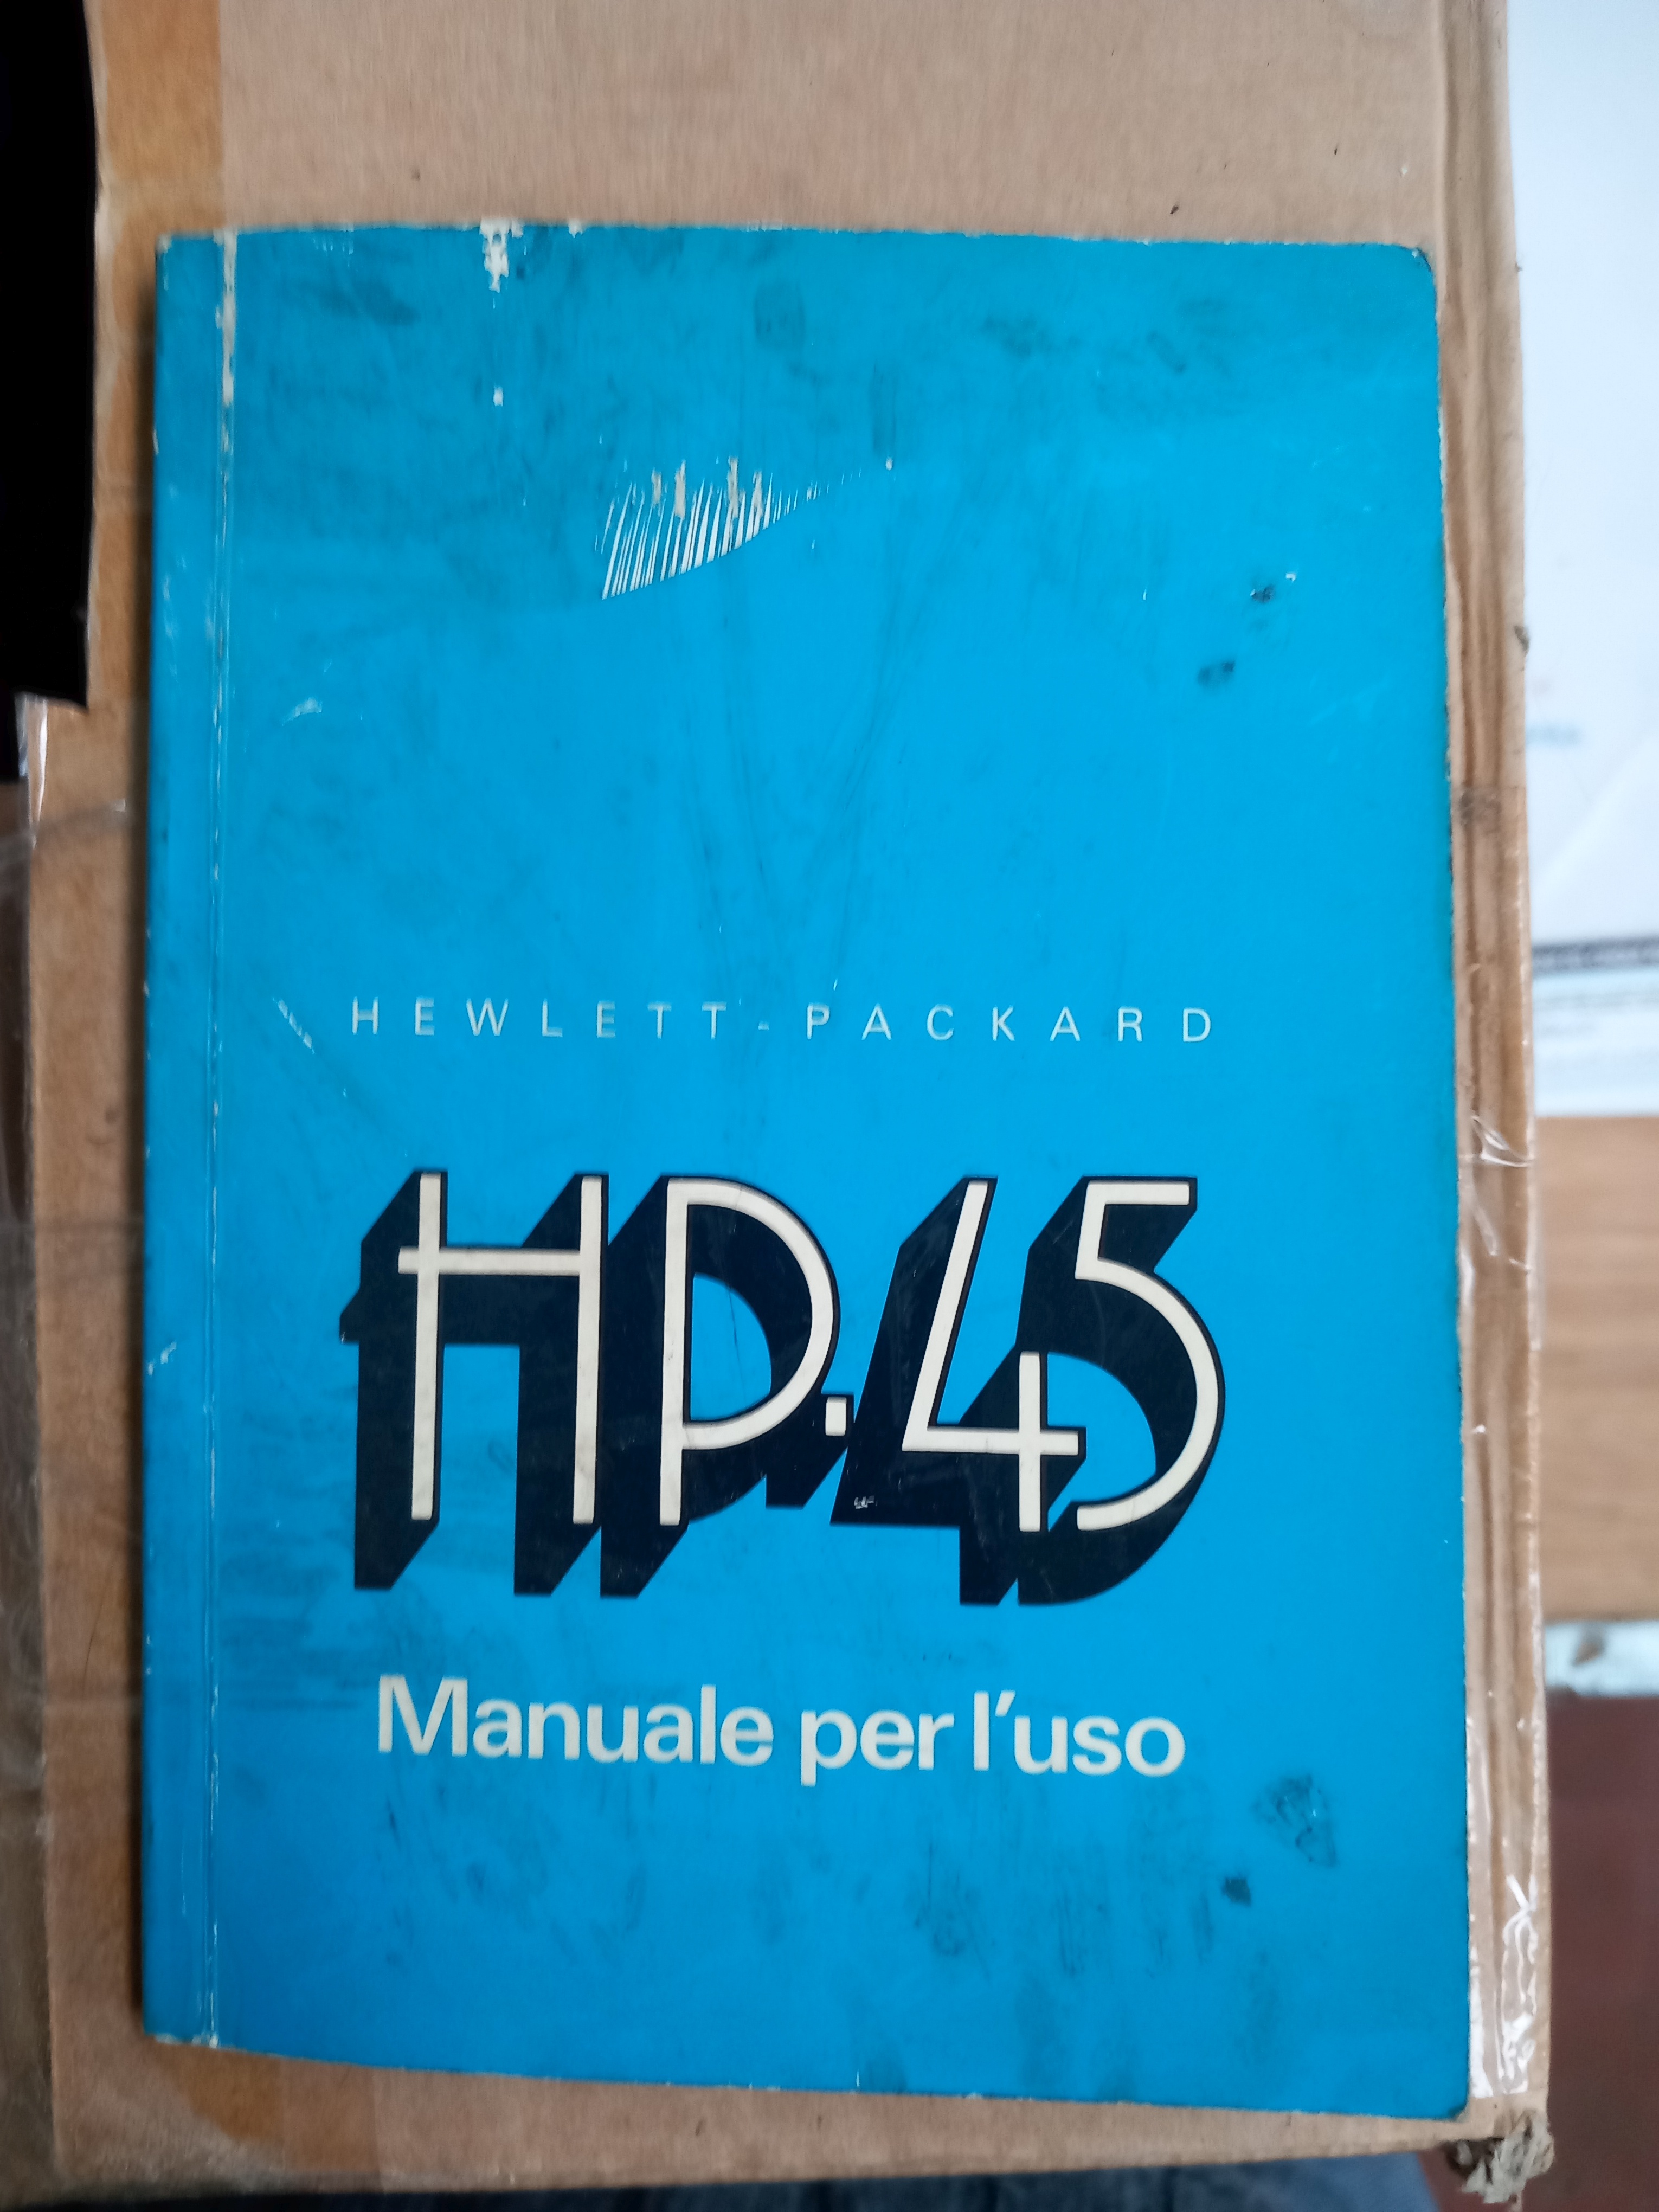 HEWLETT-PACKARD
HP-45
Manuale per l'uso